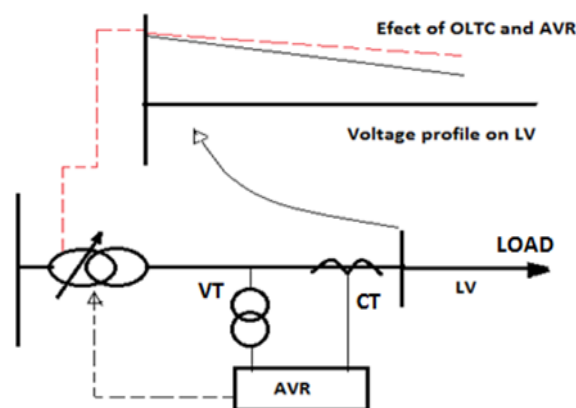 Efect of OLTC and AVR
Voltage profile on LV
LOAD
VT
CT
LV
AVR